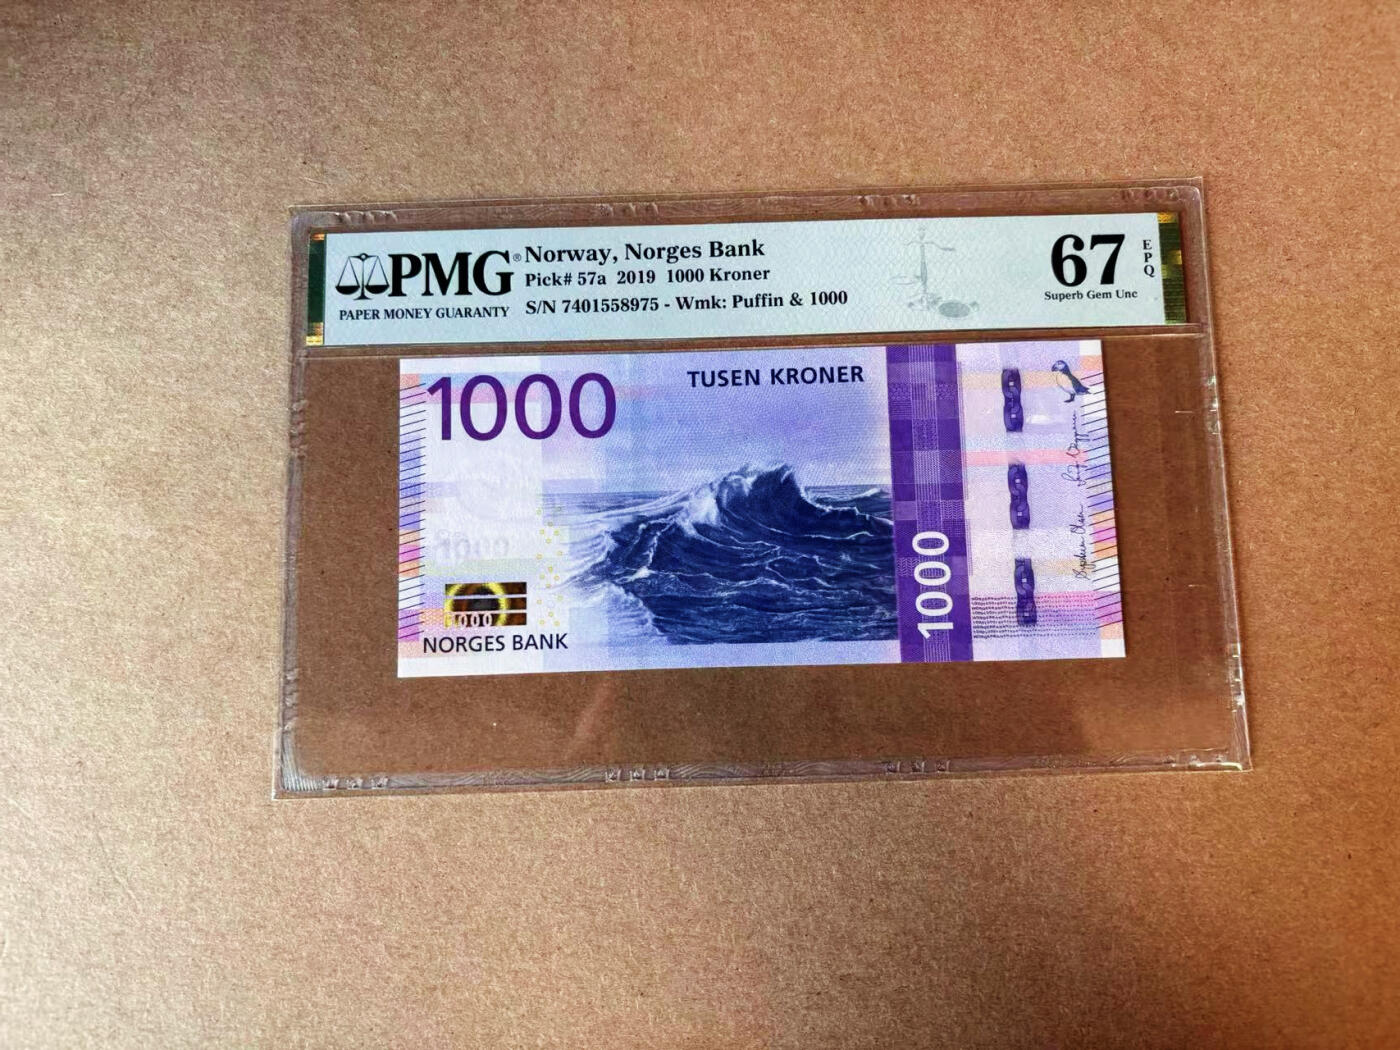 PMG®
PAPER MONEY GUARANTY
Norway, Norges Bank
Pick# 57a 2019 1000 Kroner
S/N 7401558975 - Wmk: Puffin & 1000
67
EPQ
Superb Gem Unc
1000
TUSEN KRONER
1000
1000
NORGES BANK
1000